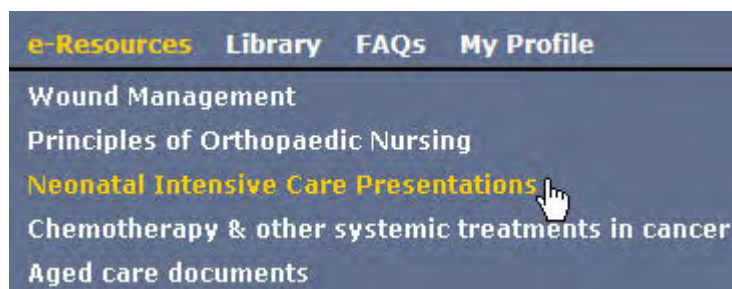 e-Resources Library FAQs My Profile
Wound Management
Principles of Orthopaedic Nursing
Neonatal Intensive Care Presentations
Chemotherapy & other systemic treatments in cancer
Aged care documents